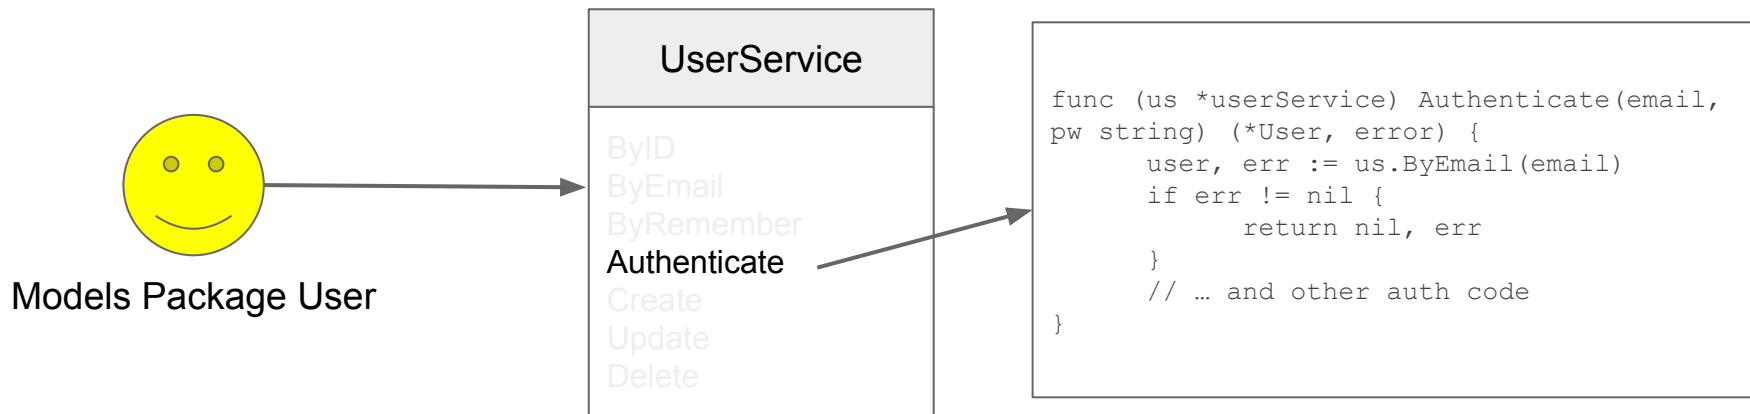 Models Package User
UserService
ByID
ByEmail
ByRemember
Authenticate
Create
Update
Delete
func (us *userService) Authenticate(email,
pw string) (*User, error) {
user, err := us.ByEmail(email)
if err != nil {
return nil, err
}
// … and other auth code
}